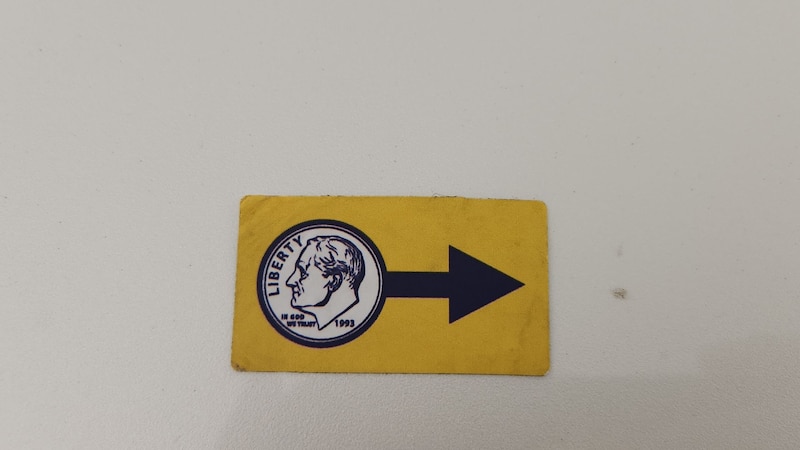 LIBERTY
IN GOD
WE TRUST
1993